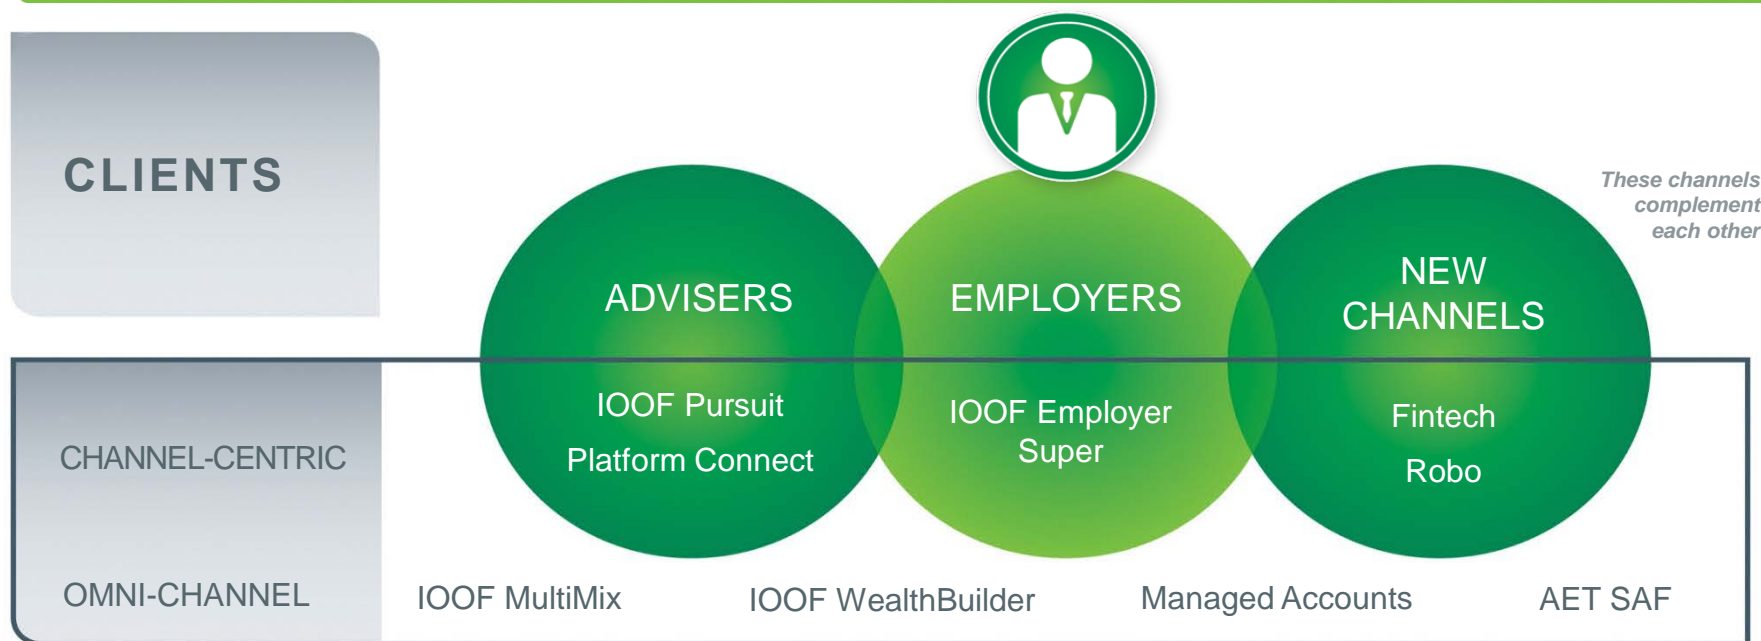 CLIENTS
These channels
complement
each other
ADVISERS
EMPLOYERS
NEW
CHANNELS
CHANNEL-CENTRIC
IOOF Pursuit
Platform Connect
IOOF Employer
Super
Fintech
Robo
OMNI-CHANNEL
IOOF MultiMix
IOOF WealthBuilder
Managed Accounts
AET SAF